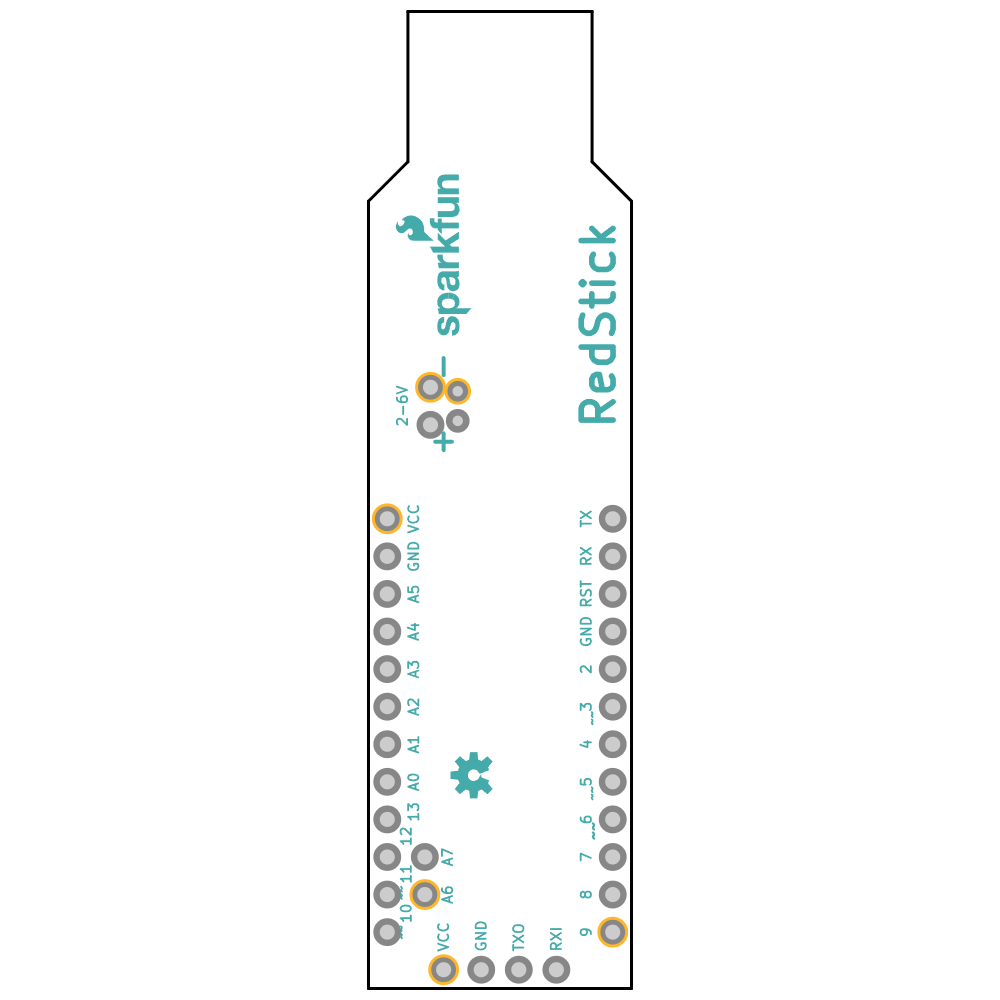 sparkfun
RedStick
–
2-6V
+
VCC
GND
A5
A4
A3
A2
A1
A0
13
12
~11
~10
A7
A6
TX
RX
RST
GND
2
~3
4
~5
~6
7
8
9
VCC
GND
TXO
RXI